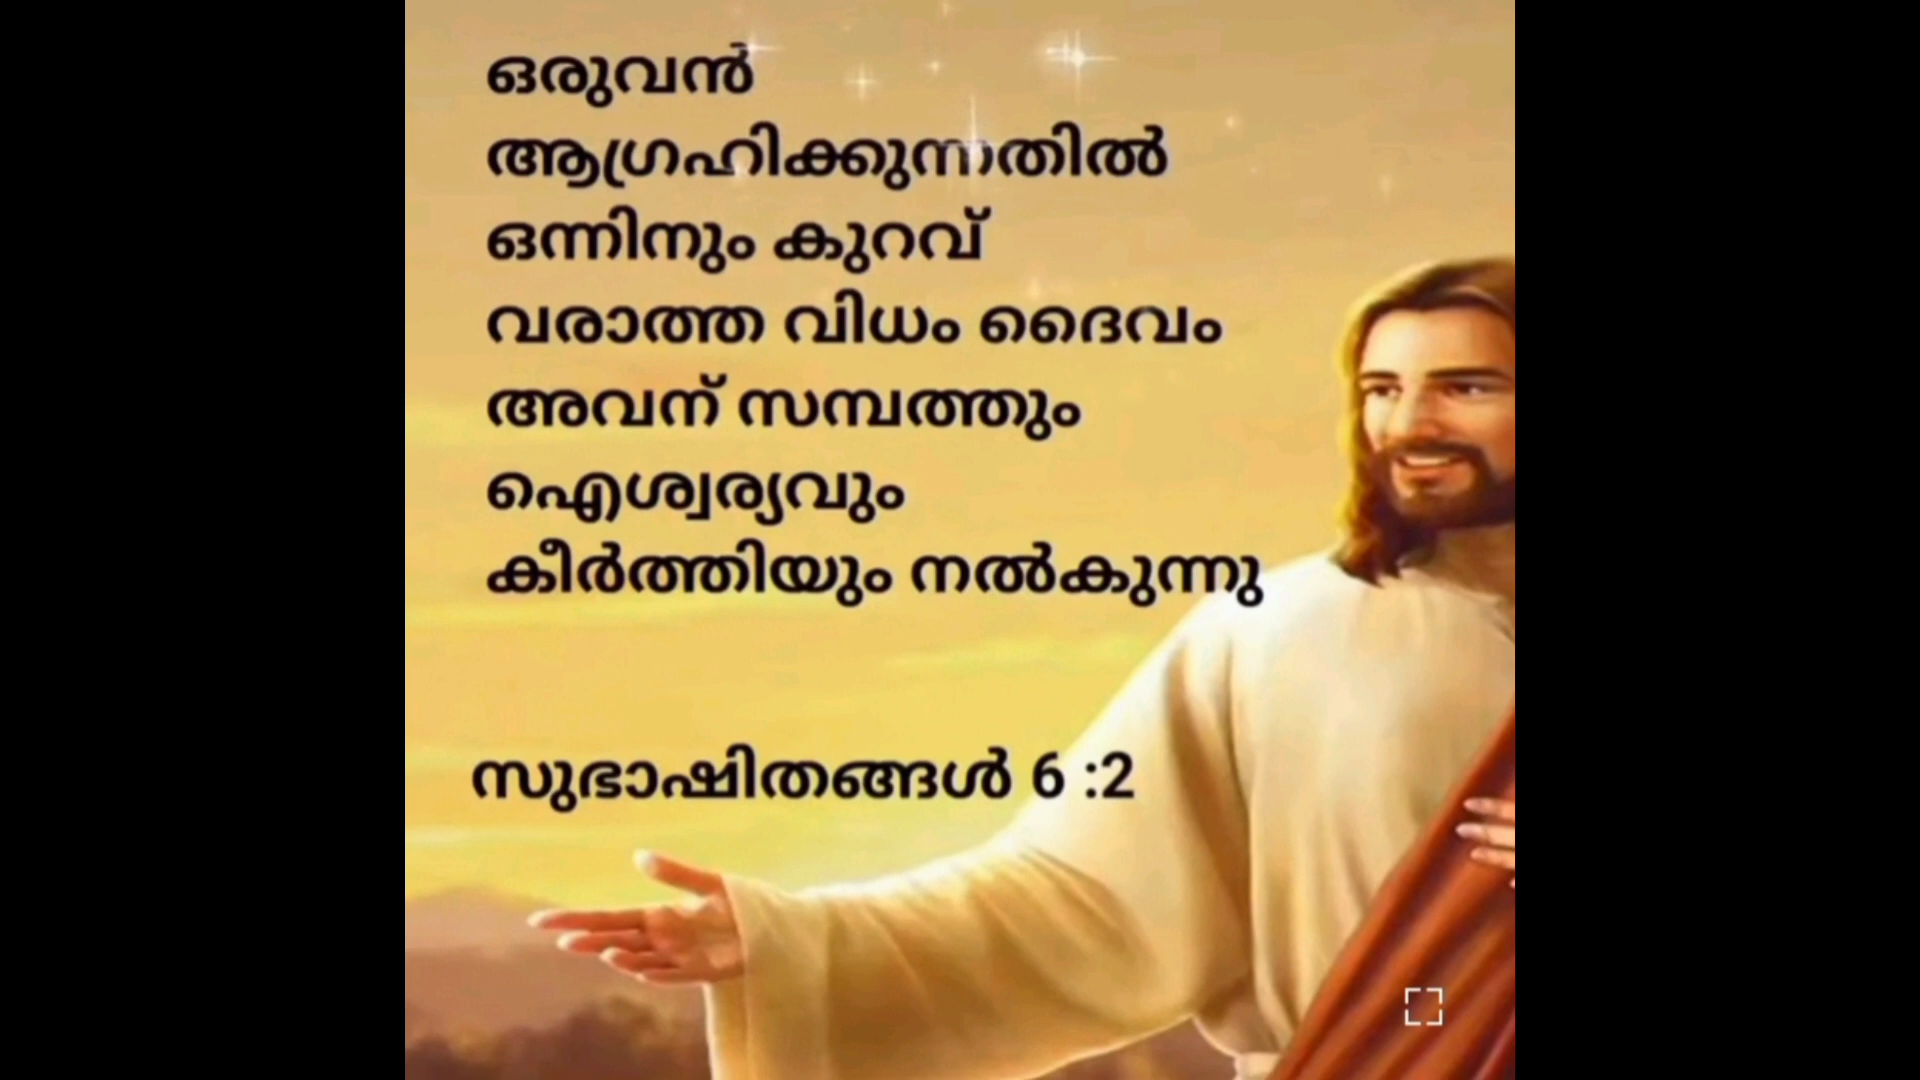 ഒരുവൻ
ആഗ്രഹിക്കുന്നതിൽ
ഒന്നിനും കുറവ്
വരാത്ത വിധം ദൈവം
അവന് സമ്പത്തും
ഐശ്വര്യവും
കീർത്തിയും നൽകുന്നു
സുഭാഷിതങ്ങൾ 6 :2